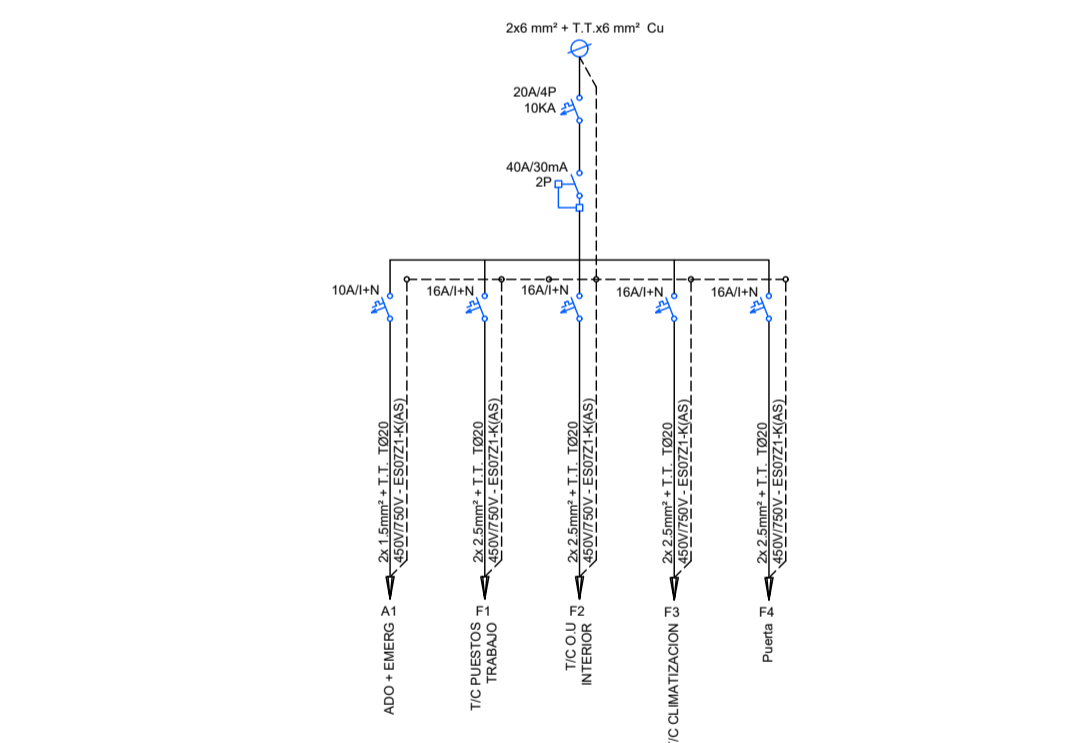 2x6 mm² + T.T.x6 mm² Cu
20A/4P
10KA
40A/30mA
2P
10A/I+N
16A/I+N
16A/I+N
16A/I+N
16A/I+N
2x 1.5mm² + T.T. TØ20
450V/750V - ES07Z1-K(AS)
2x 2.5mm² + T.T. TØ20
450V/750V - ES07Z1-K(AS)
2x 2.5mm² + T.T. TØ20
450V/750V - ES07Z1-K(AS)
2x 2.5mm² + T.T. TØ20
450V/750V - ES07Z1-K(AS)
2x 2.5mm² + T.T. TØ20
450V/750V - ES07Z1-K(AS)
A1
ADO + EMERG
F1
T/C PUESTOS
TRABAJO
F2
T/C O.U
INTERIOR
F3
/C CLIMATIZACION
F4
Puerta